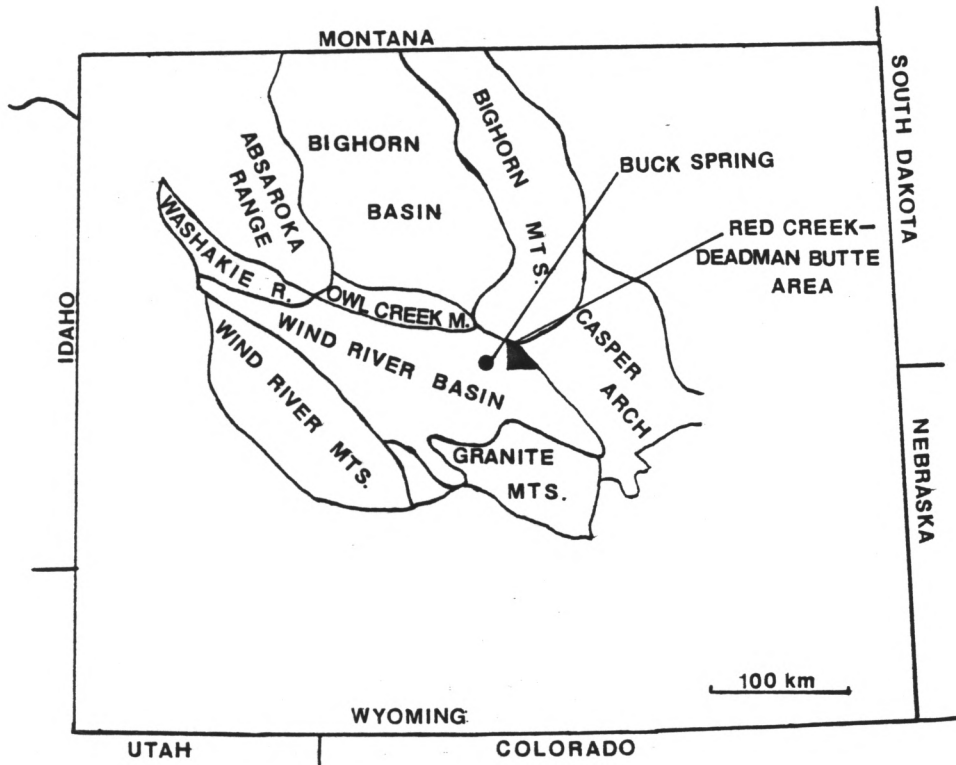 MONTANA
SOUTH DAKOTA
BIGHORN
BASIN
BIGHORN MTS.
ABSAROKA
RANGE
BUCK SPRING
RED CREEK—
DEADMAN BUTTE
AREA
WASHAKIE R.
OWL CREEK M.
IDAHO
WIND RIVER BASIN
CASPER
ARCH
WIND RIVER
MTS.
GRANITE
MTS.
NEBRASKA
100 km
WYOMING
UTAH
COLORADO